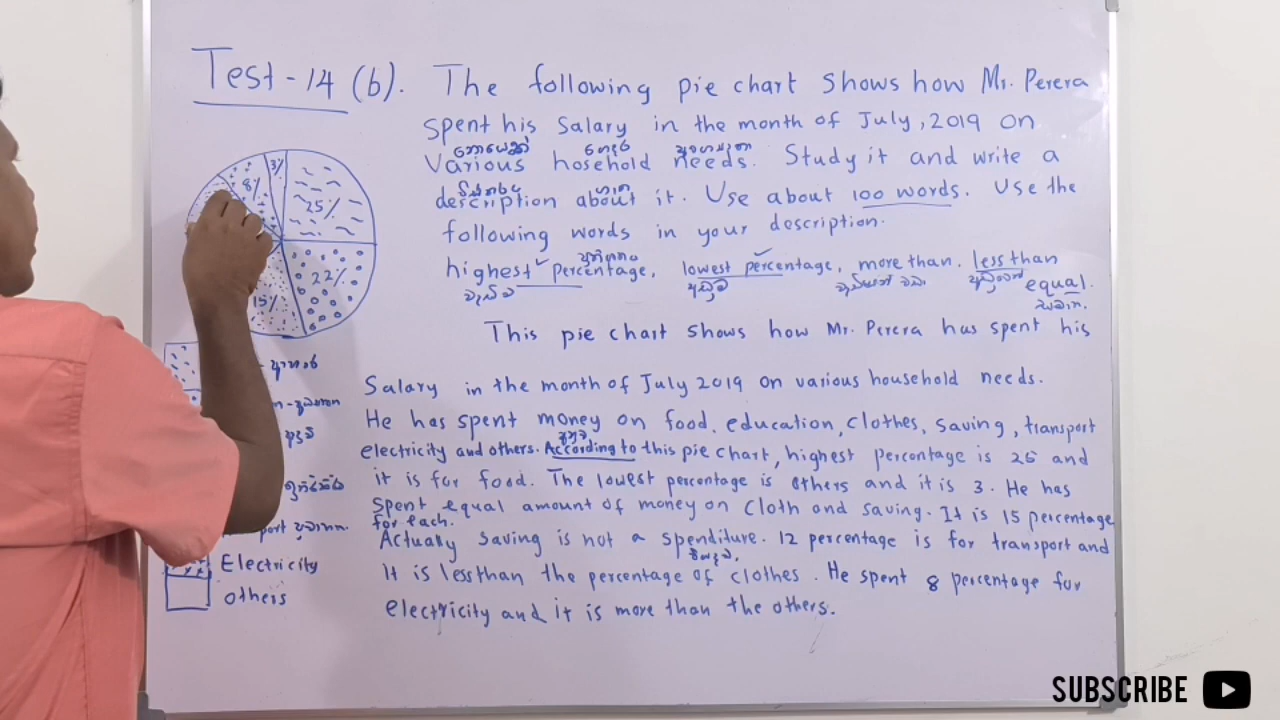 Test - 14 (b). The following pie chart shows how Mr. Perera
spent his salary in the month of July, 2019 on
various hosehold needs. Study it and write a
description about it. Use about 100 words. Use the
following words in your description.
highest percentage, lowest percentage, more than. less than
වැඩිම
අඩුම
equal.
සමාන.
3%
8%
25%
22%
15%
This pie chart shows how Mr. Perera has spent his
Salary in the month of July 2019 on various household needs.
He has spent money on food, education, clothes, saving, transport
electricity and others. According to this pie chart, highest percentage is 25 and
it is for food. The lowest percentage is others and it is 3. He has
spent equal amount of money on cloth and saving. It is 15 percentage
for each.
Actually saving is not a spenditure. 12 percentage is for transport and
It is lessthan the percentage of clothes. He spent 8 percentage for
electricity and it is more than the others.
- ආහාර
Electricity
others
SUBSCRIBE